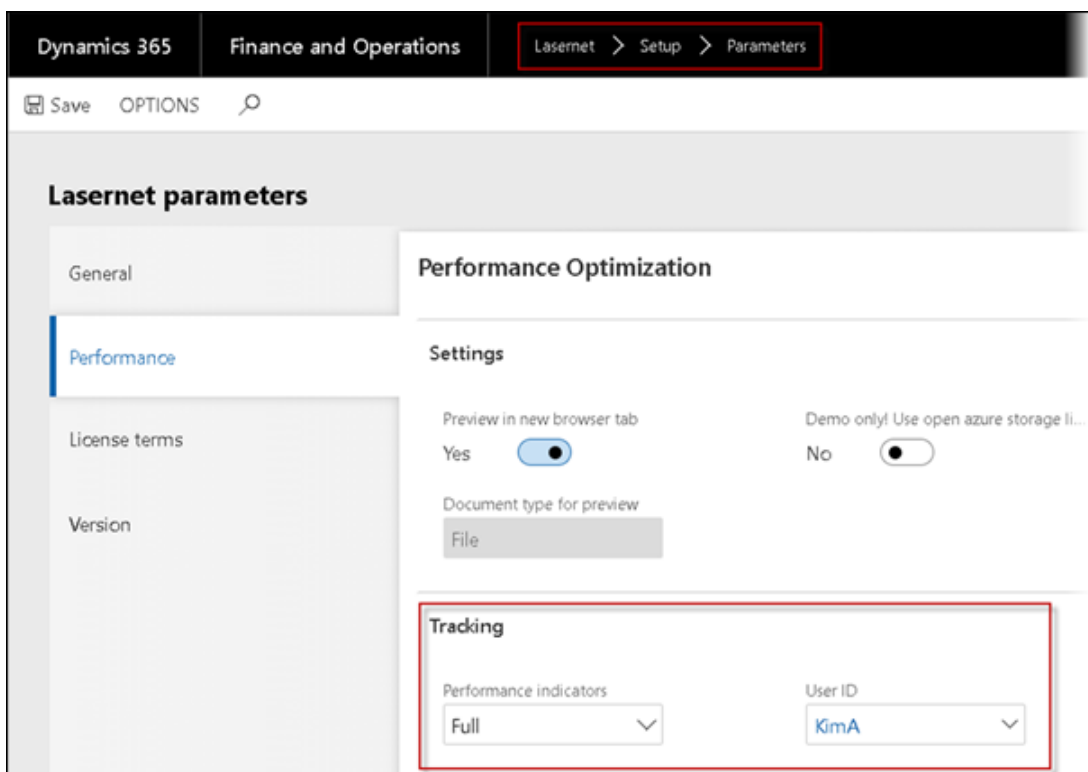 Dynamics 365 Finance and Operations Lasernet > Setup > Parameters
Save OPTIONS
Lasernet parameters
General
Performance
License terms
Version
Performance Optimization
Settings
Preview in new browser tab Demo only! Use open azure storage li...
Yes No
Document type for preview
File
Tracking
Performance indicators User ID
Full KimA